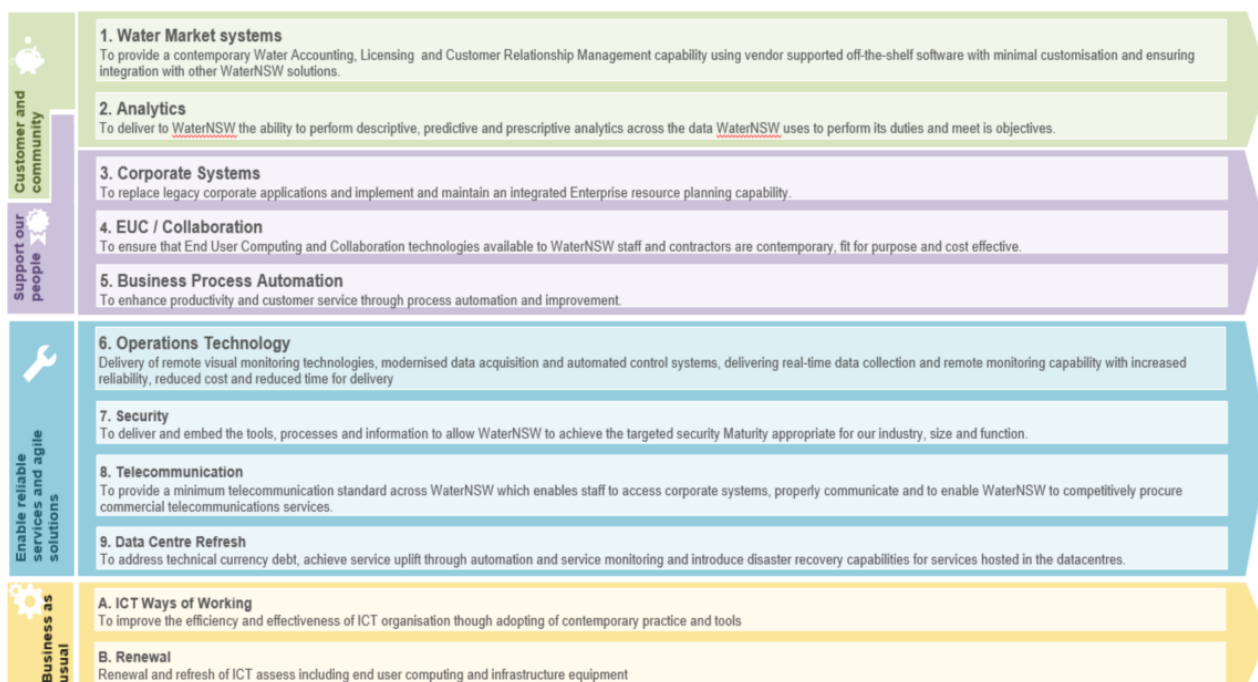 Customer and
community
1. Water Market systems
To provide a contemporary Water Accounting, Licensing and Customer Relationship Management capability using vendor supported off-the-shelf software with minimal customisation and ensuring
integration with other WaterNSW solutions.
2. Analytics
To deliver to WaterNSW the ability to perform descriptive, predictive and prescriptive analytics across the data WaterNSW uses to perform its duties and meet is objectives.
Support our
people
3. Corporate Systems
To replace legacy corporate applications and implement and maintain an integrated Enterprise resource planning capability.
4. EUC / Collaboration
To ensure that End User Computing and Collaboration technologies available to WaterNSW staff and contractors are contemporary, fit for purpose and cost effective.
5. Business Process Automation
To enhance productivity and customer service through process automation and improvement.
Enable reliable
services and agile
solutions
6. Operations Technology
Delivery of remote visual monitoring technologies, modernised data acquisition and automated control systems, delivering real-time data collection and remote monitoring capability with increased
reliability, reduced cost and reduced time for delivery
7. Security
To deliver and embed the tools, processes and information to allow WaterNSW to achieve the targeted security Maturity appropriate for our industry, size and function.
8. Telecommunication
To provide a minimum telecommunication standard across WaterNSW which enables staff to access corporate systems, properly communicate and to enable WaterNSW to competitively procure
commercial telecommunications services.
9. Data Centre Refresh
To address technical currency debt, achieve service uplift through automation and service monitoring and introduce disaster recovery capabilities for services hosted in the datacentres.
Business as
usual
A. ICT Ways of Working
To improve the efficiency and effectiveness of ICT organisation though adopting of contemporary practice and tools
B. Renewal
Renewal and refresh of ICT assess including end user computing and infrastructure equipment